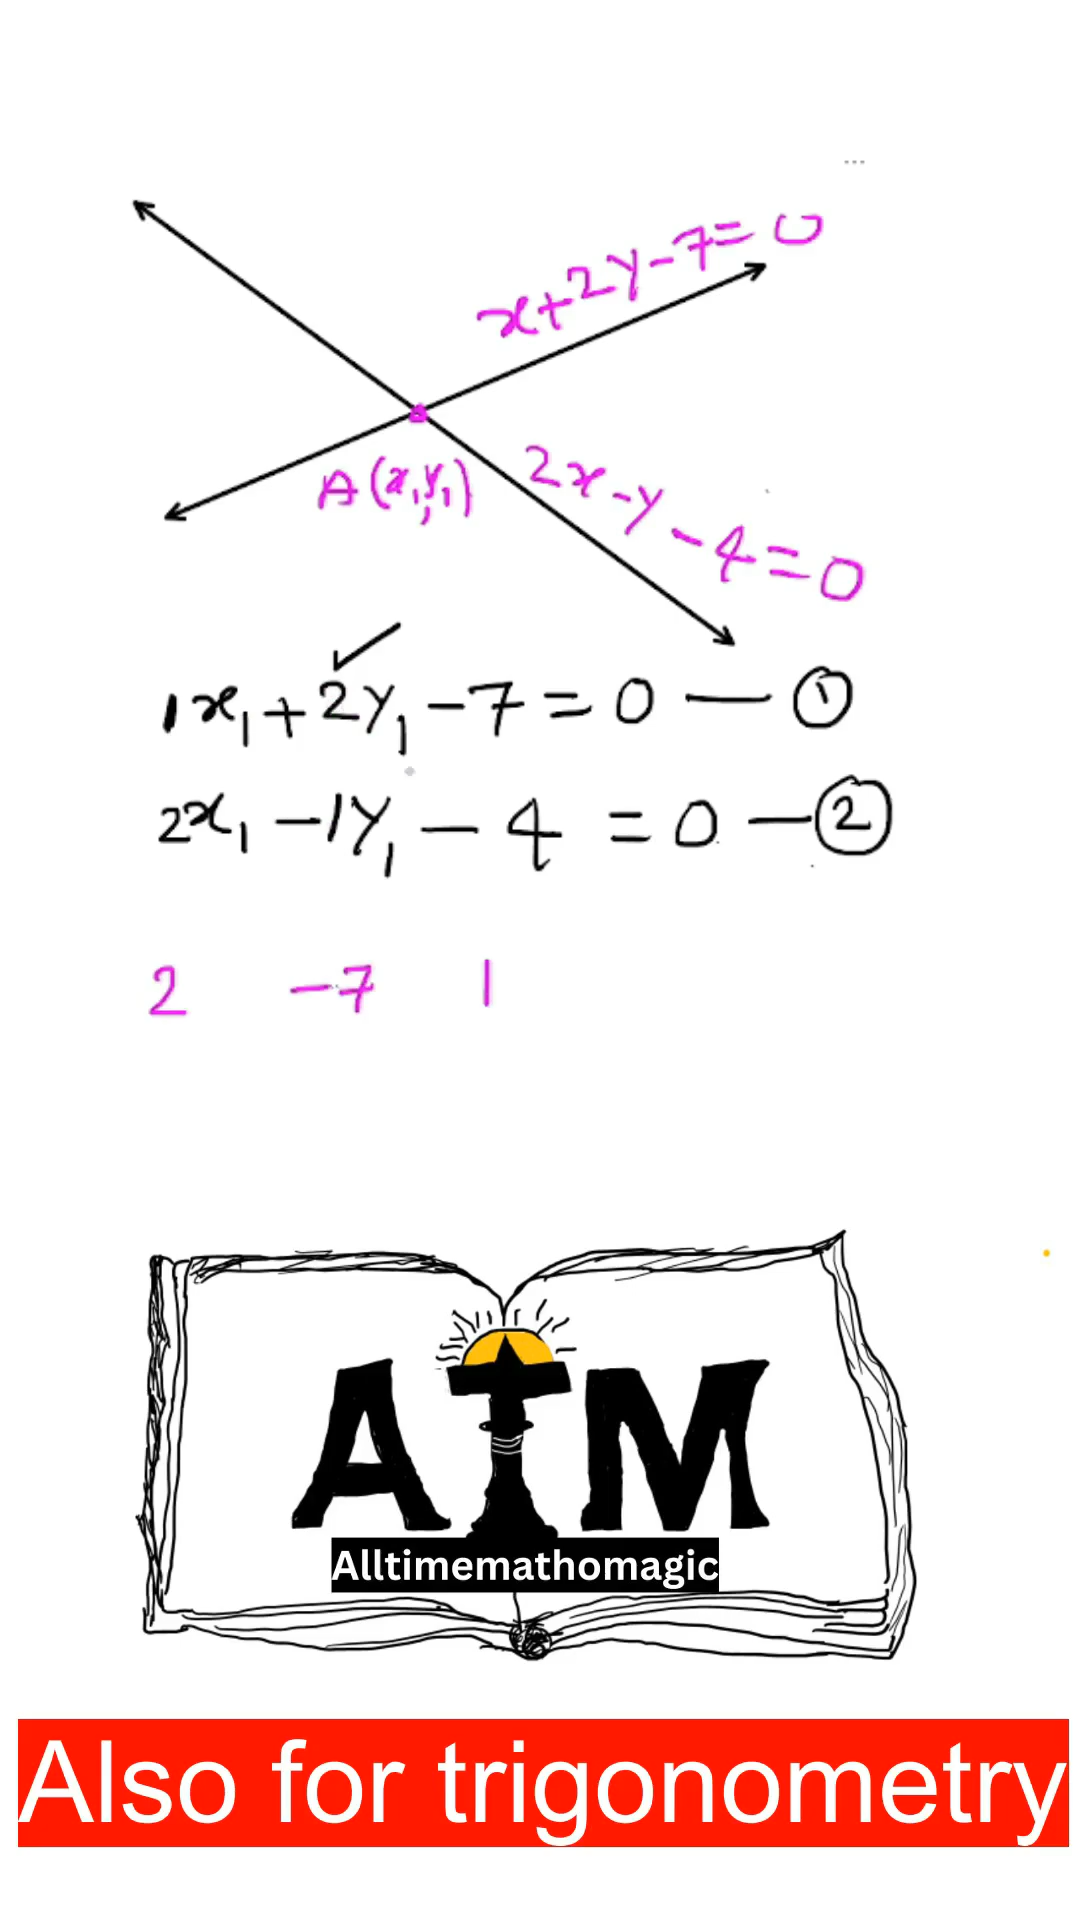 x+2y-7=0
A(x₁,y₁)
2x-y-4=0
1x₁+2y₁-7=0 — ①
2x₁-1y₁-4=0 — ②
2 -7 1
ATM
Alltimemathomagic
Also for trigonometry